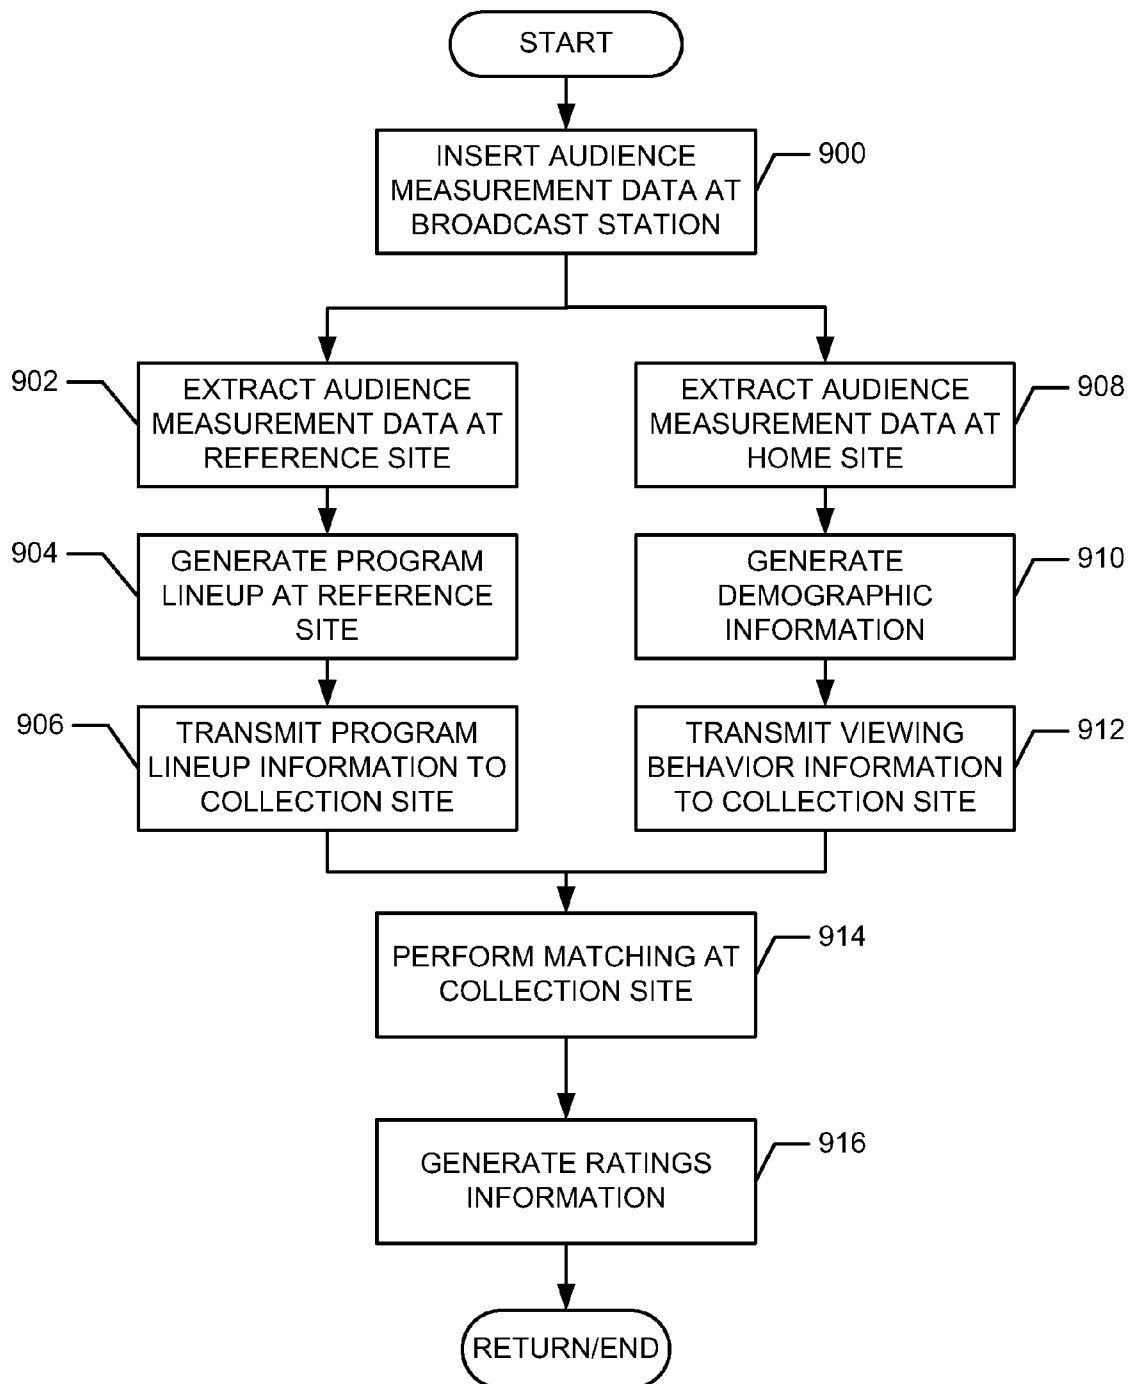 START
INSERT AUDIENCE
MEASUREMENT DATA AT
BROADCAST STATION
900
902
EXTRACT AUDIENCE
MEASUREMENT DATA AT
REFERENCE SITE
EXTRACT AUDIENCE
MEASUREMENT DATA AT
HOME SITE
908
904
GENERATE PROGRAM
LINEUP AT REFERENCE
SITE
GENERATE
DEMOGRAPHIC
INFORMATION
910
906
TRANSMIT PROGRAM
LINEUP INFORMATION TO
COLLECTION SITE
TRANSMIT VIEWING
BEHAVIOR INFORMATION
TO COLLECTION SITE
912
PERFORM MATCHING AT
COLLECTION SITE
914
GENERATE RATINGS
INFORMATION
916
RETURN/END